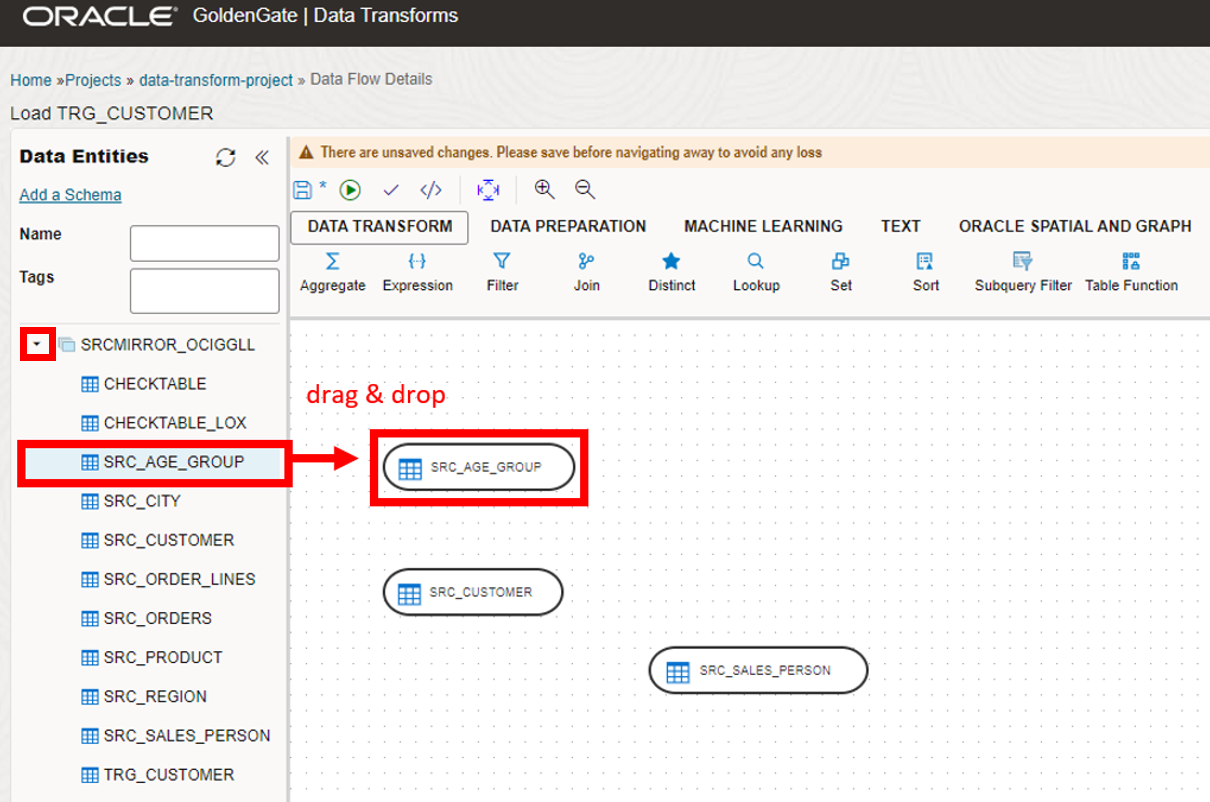 ORACLE® GoldenGate | Data Transforms
Home »Projects » data-transform-project » Data Flow Details
Load TRG_CUSTOMER
Data Entities
There are unsaved changes. Please save before navigating away to avoid any loss
Add a Schema
*
</>
DATA TRANSFORM DATA PREPARATION MACHINE LEARNING TEXT ORACLE SPATIAL AND GRAPH
Name
Tags
Aggregate Expression Filter Join Distinct Lookup Set Sort Subquery Filter Table Function
SRCMIRROR_OCIGGLL
CHECKTABLE
CHECKTABLE_LOX
SRC_AGE_GROUP
SRC_CITY
SRC_CUSTOMER
SRC_ORDER_LINES
SRC_ORDERS
SRC_PRODUCT
SRC_REGION
SRC_SALES_PERSON
TRG_CUSTOMER
drag & drop
SRC_AGE_GROUP
SRC_CUSTOMER
SRC_SALES_PERSON